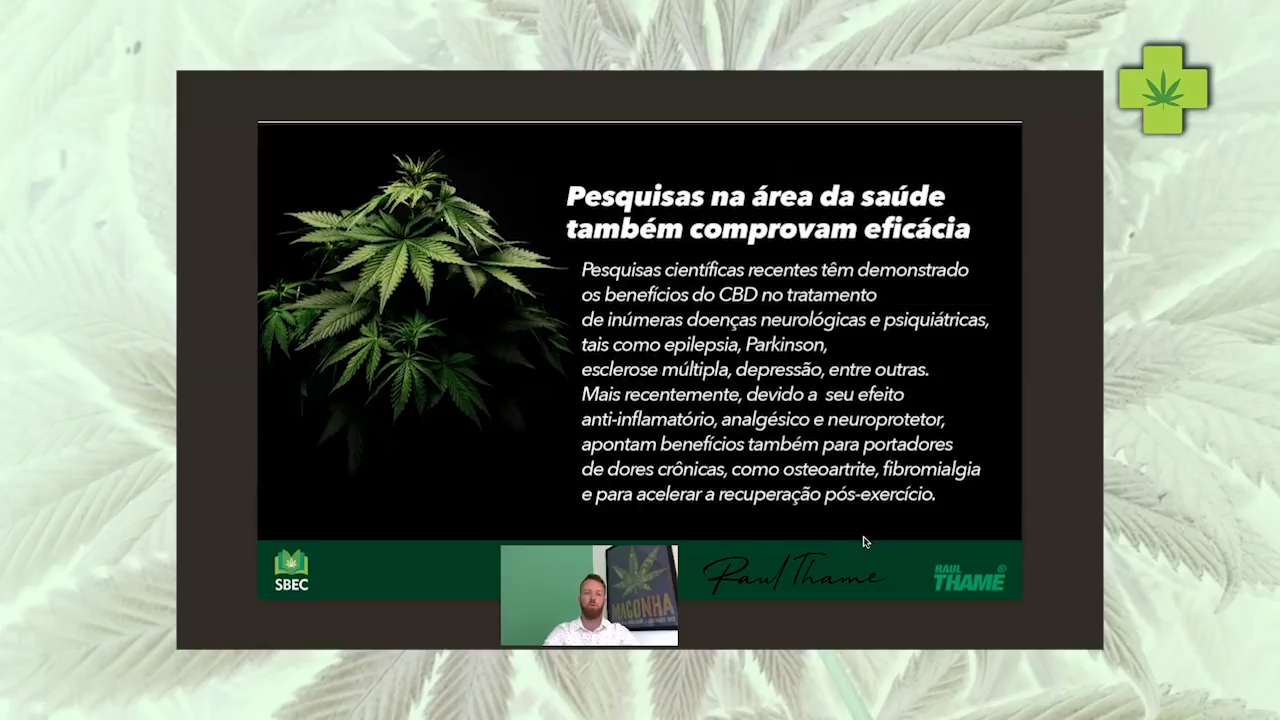 Pesquisas na área da saúde
também comprovam eficácia
Pesquisas científicas recentes têm demonstrado
os benefícios do CBD no tratamento
de inúmeras doenças neurológicas e psiquiátricas,
tais como epilepsia, Parkinson,
esclerose múltipla, depressão, entre outras.
Mais recentemente, devido a seu efeito
anti-inflamatório, analgésico e neuroprotetor,
apontam benefícios também para portadores
de dores crônicas, como osteoartrite, fibromialgia
e para acelerar a recuperação pós-exercício.
SBEC
MACONHA
Raul Thame
RAUL
THAME®